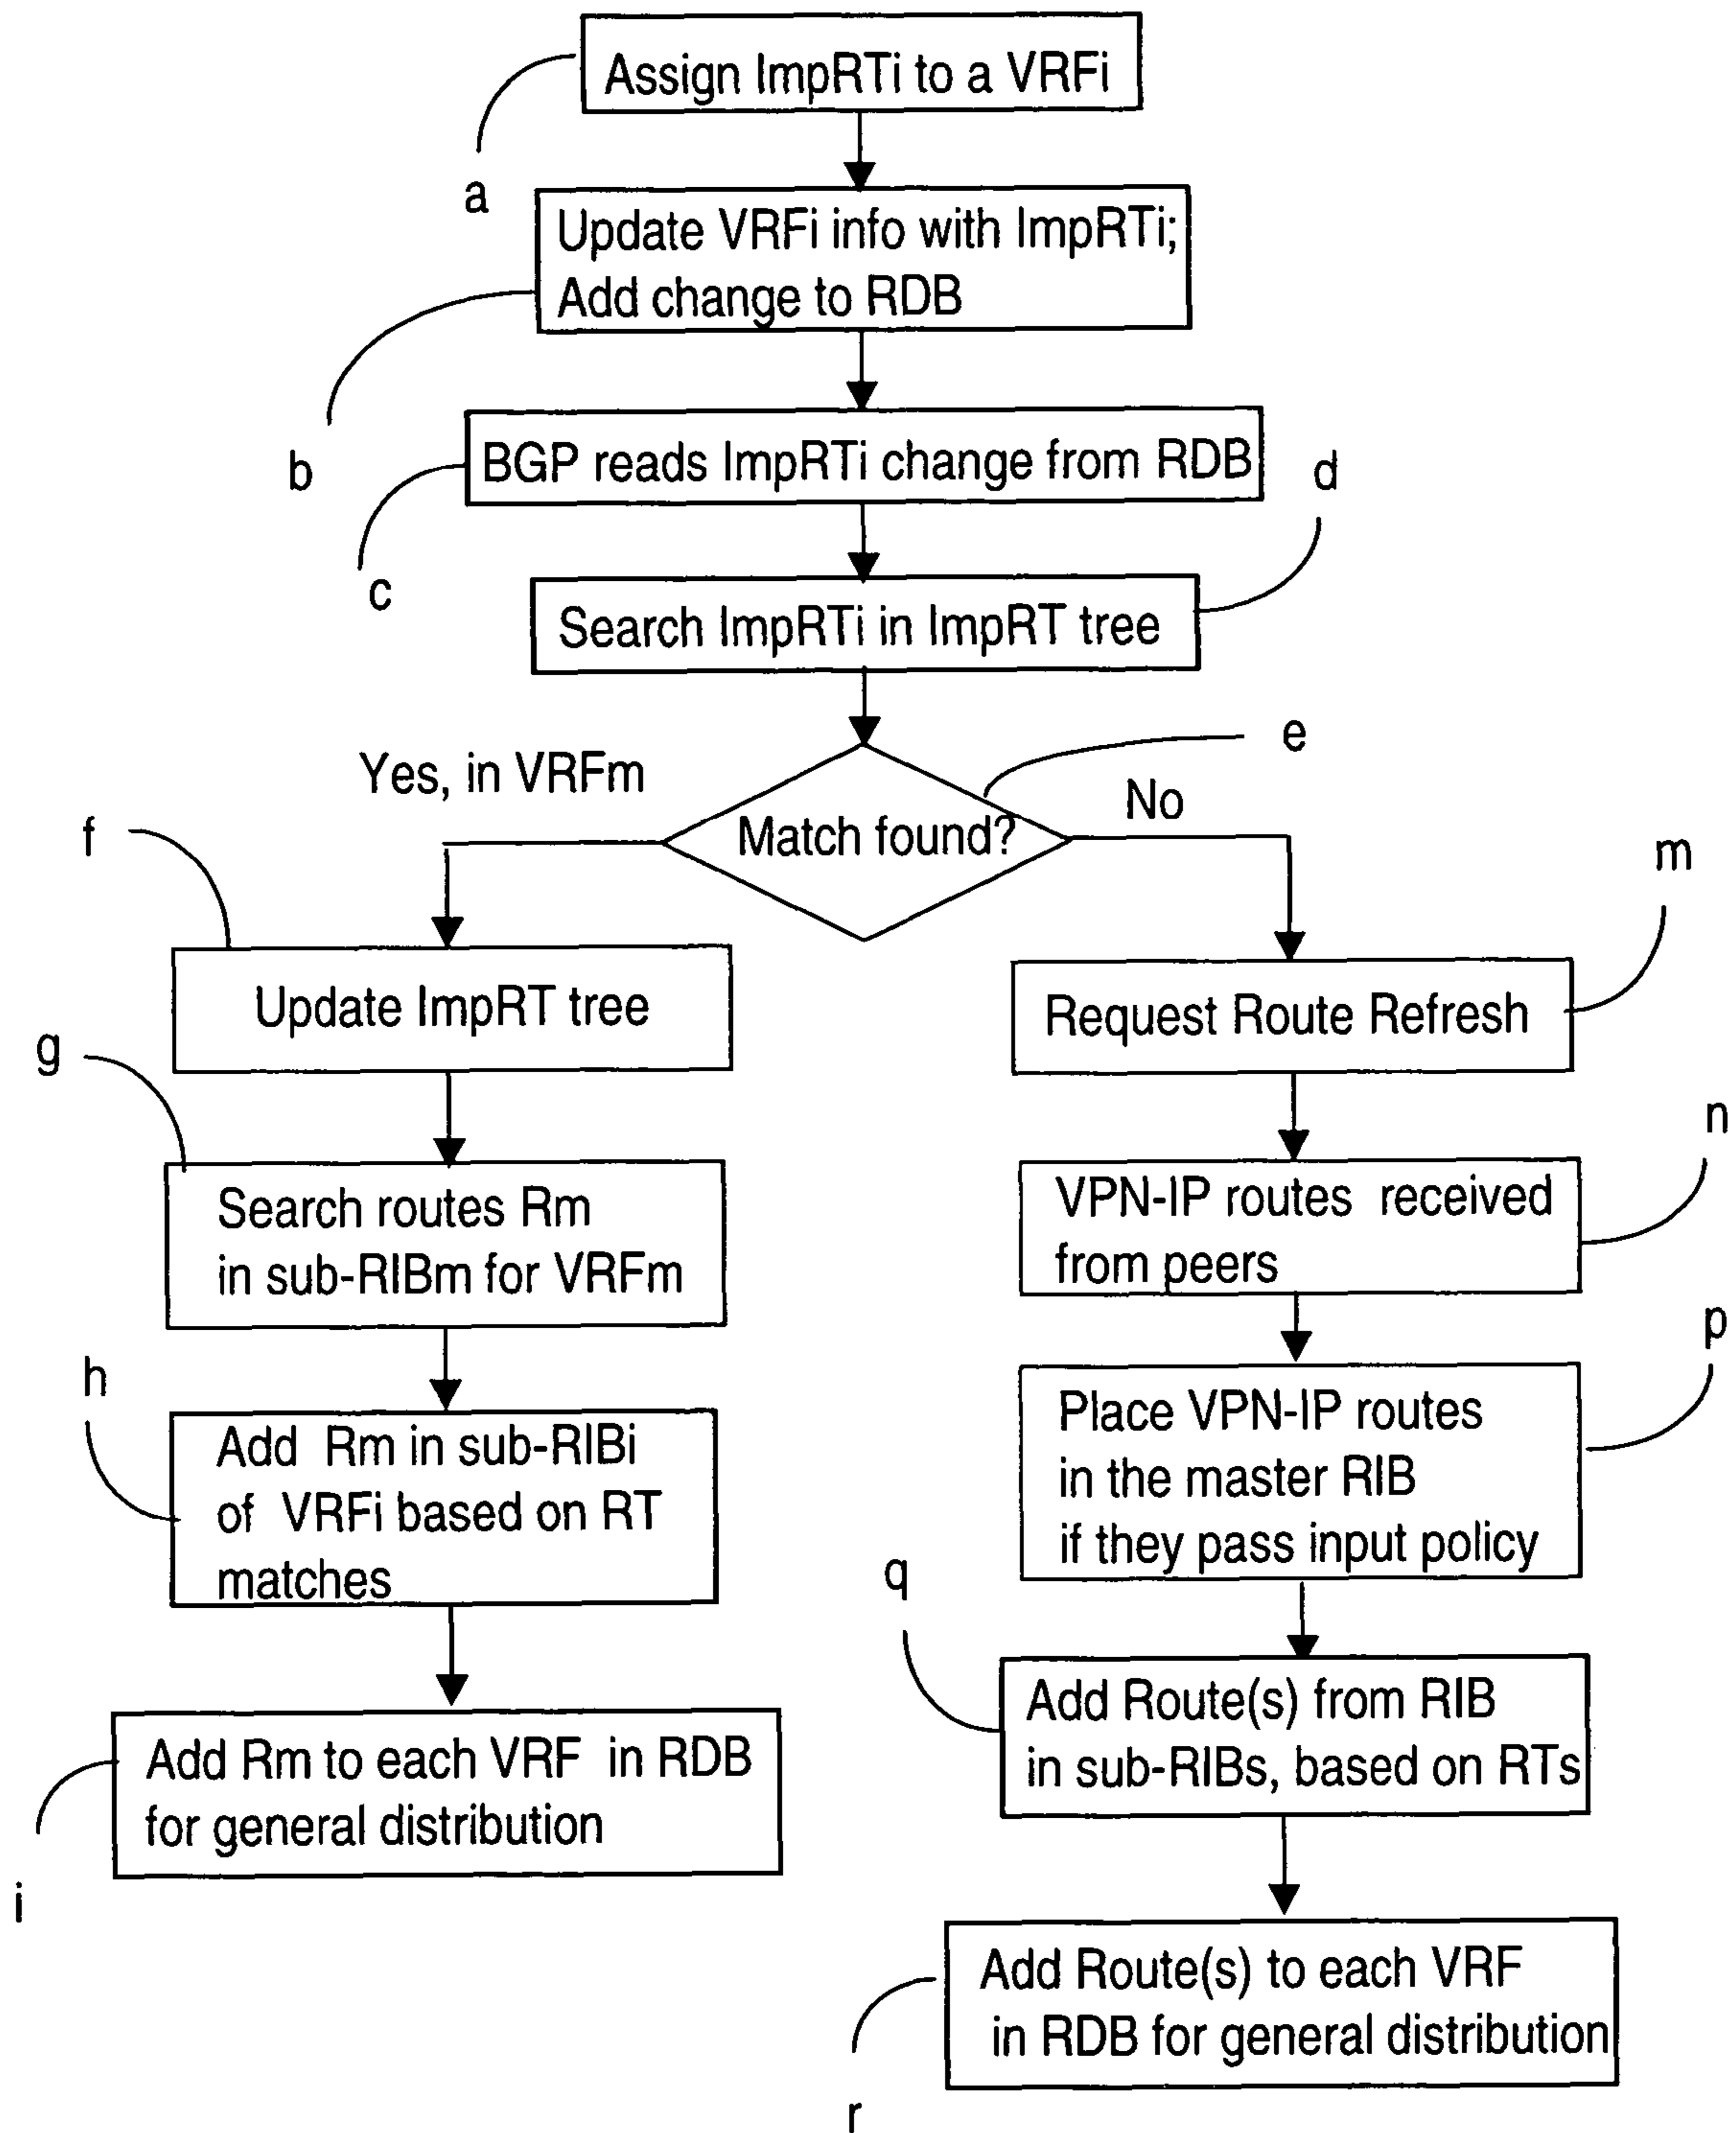 Assign ImpRTi to a VRFi
a
Update VRFi info with ImpRTi;
Add change to RDB
b
BGP reads ImpRTi change from RDB
c
d
Search ImpRTi in ImpRT tree
e
Yes, in VRFm
No
Match found?
f
m
Update ImpRT tree
Request Route Refresh
g
n
Search routes Rm
in sub-RIBm for VRFm
VPN-IP routes received
from peers
h
p
Add Rm in sub-RIBi
of VRFi based on RT
matches
Place VPN-IP routes
in the master RIB
if they pass input policy
q
Add Rm to each VRF in RDB
for general distribution
i
Add Route(s) from RIB
in sub-RIBs, based on RTs
Add Route(s) to each VRF
in RDB for general distribution
r